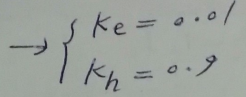 → { Ke = 0.01
Kh = 0.9